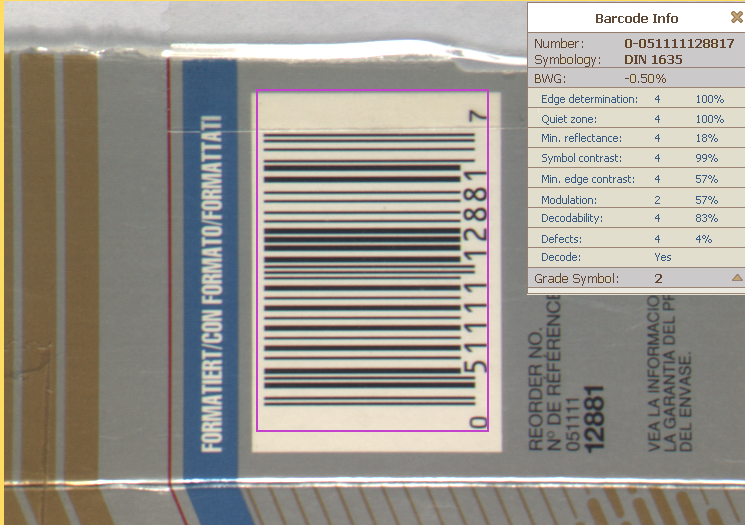 Barcode Info
Number: 0-051111128817
Symbology: DIN 1635
BWG: -0.50%
Edge determination: 4 100%
Quiet zone: 4 100%
Min. reflectance: 4 18%
Symbol contrast: 4 99%
Min. edge contrast: 4 57%
Modulation: 2 57%
Decodability: 4 83%
Defects: 4 4%
Decode: Yes
Grade Symbol: 2
FORMATIERT/CON FORMATO/FORMATTATI
0 51111 12881 7
REORDER NO.
Nº DE RÉFÉRENCE
051111
12881
VEA LA INFORMACIO
LA GARANTIA DEL PR
DEL ENVASE.